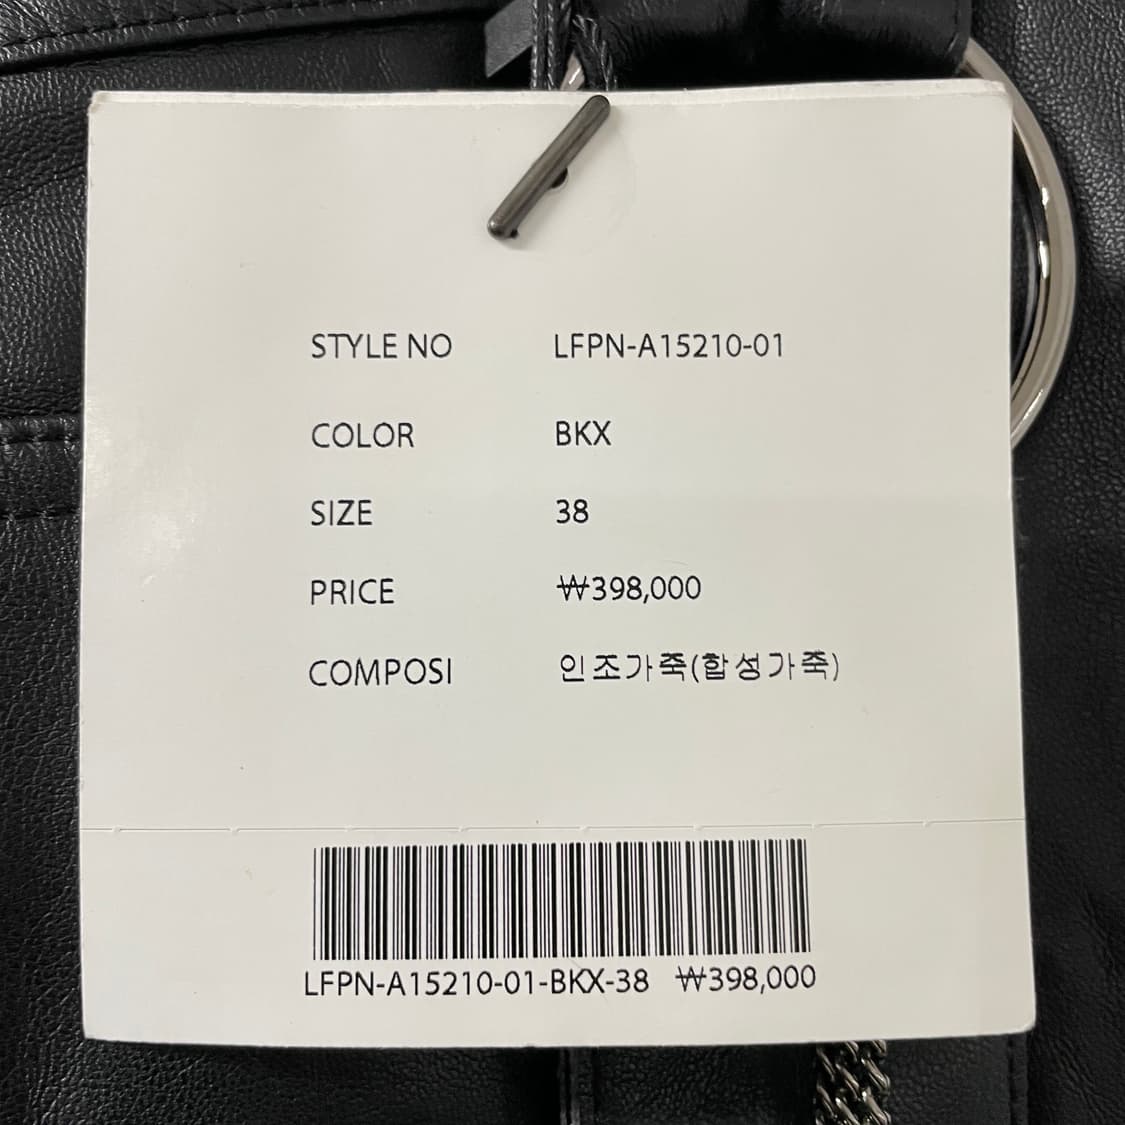 STYLE NO LFPN-A15210-01
COLOR BKX
SIZE 38
PRICE ₩398,000
COMPOSI 인조가죽(합성가죽)
LFPN-A15210-01-BKX-38 ₩398,000